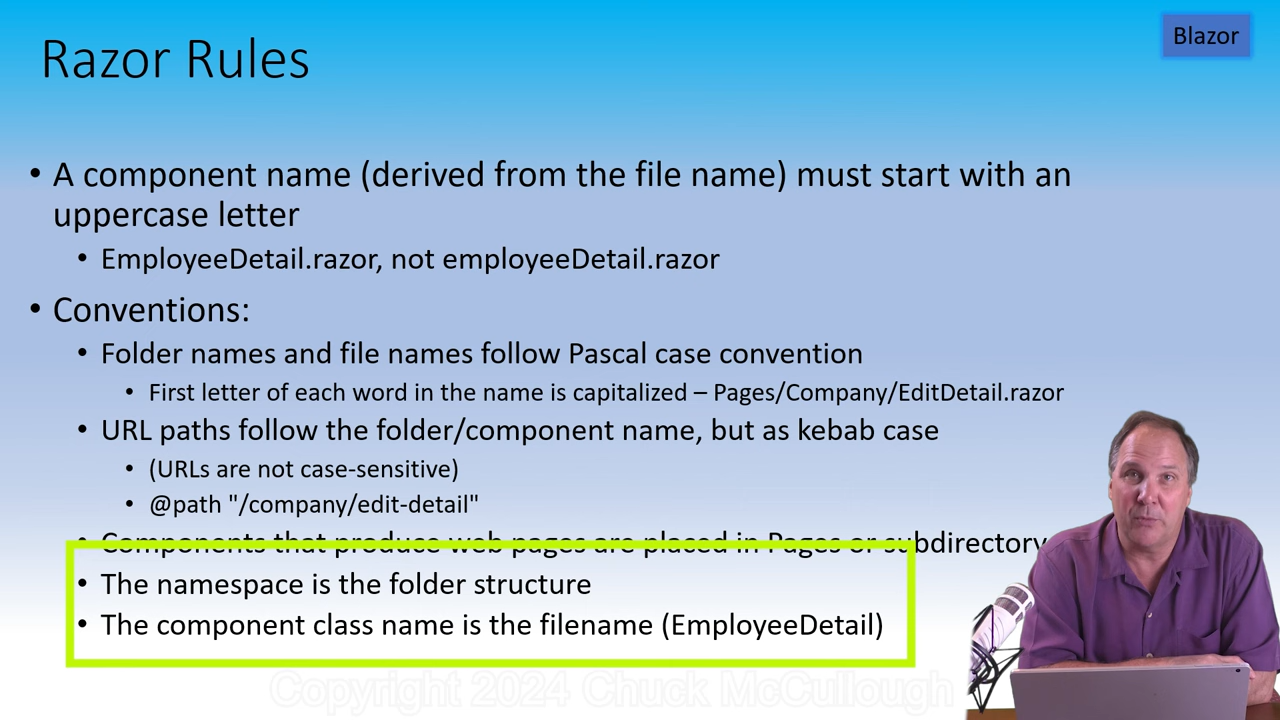 Razor Rules
Blazor
• A component name (derived from the file name) must start with an
uppercase letter
• EmployeeDetail.razor, not employeeDetail.razor
• Conventions:
• Folder names and file names follow Pascal case convention
• First letter of each word in the name is capitalized – Pages/Company/EditDetail.razor
• URL paths follow the folder/component name, but as kebab case
• (URLs are not case-sensitive)
• @path "/company/edit-detail"
• Components that produce web pages are placed in Pages or subdirectory
• The namespace is the folder structure
• The component class name is the filename (EmployeeDetail)
Copyright 2024 Chuck McCullough